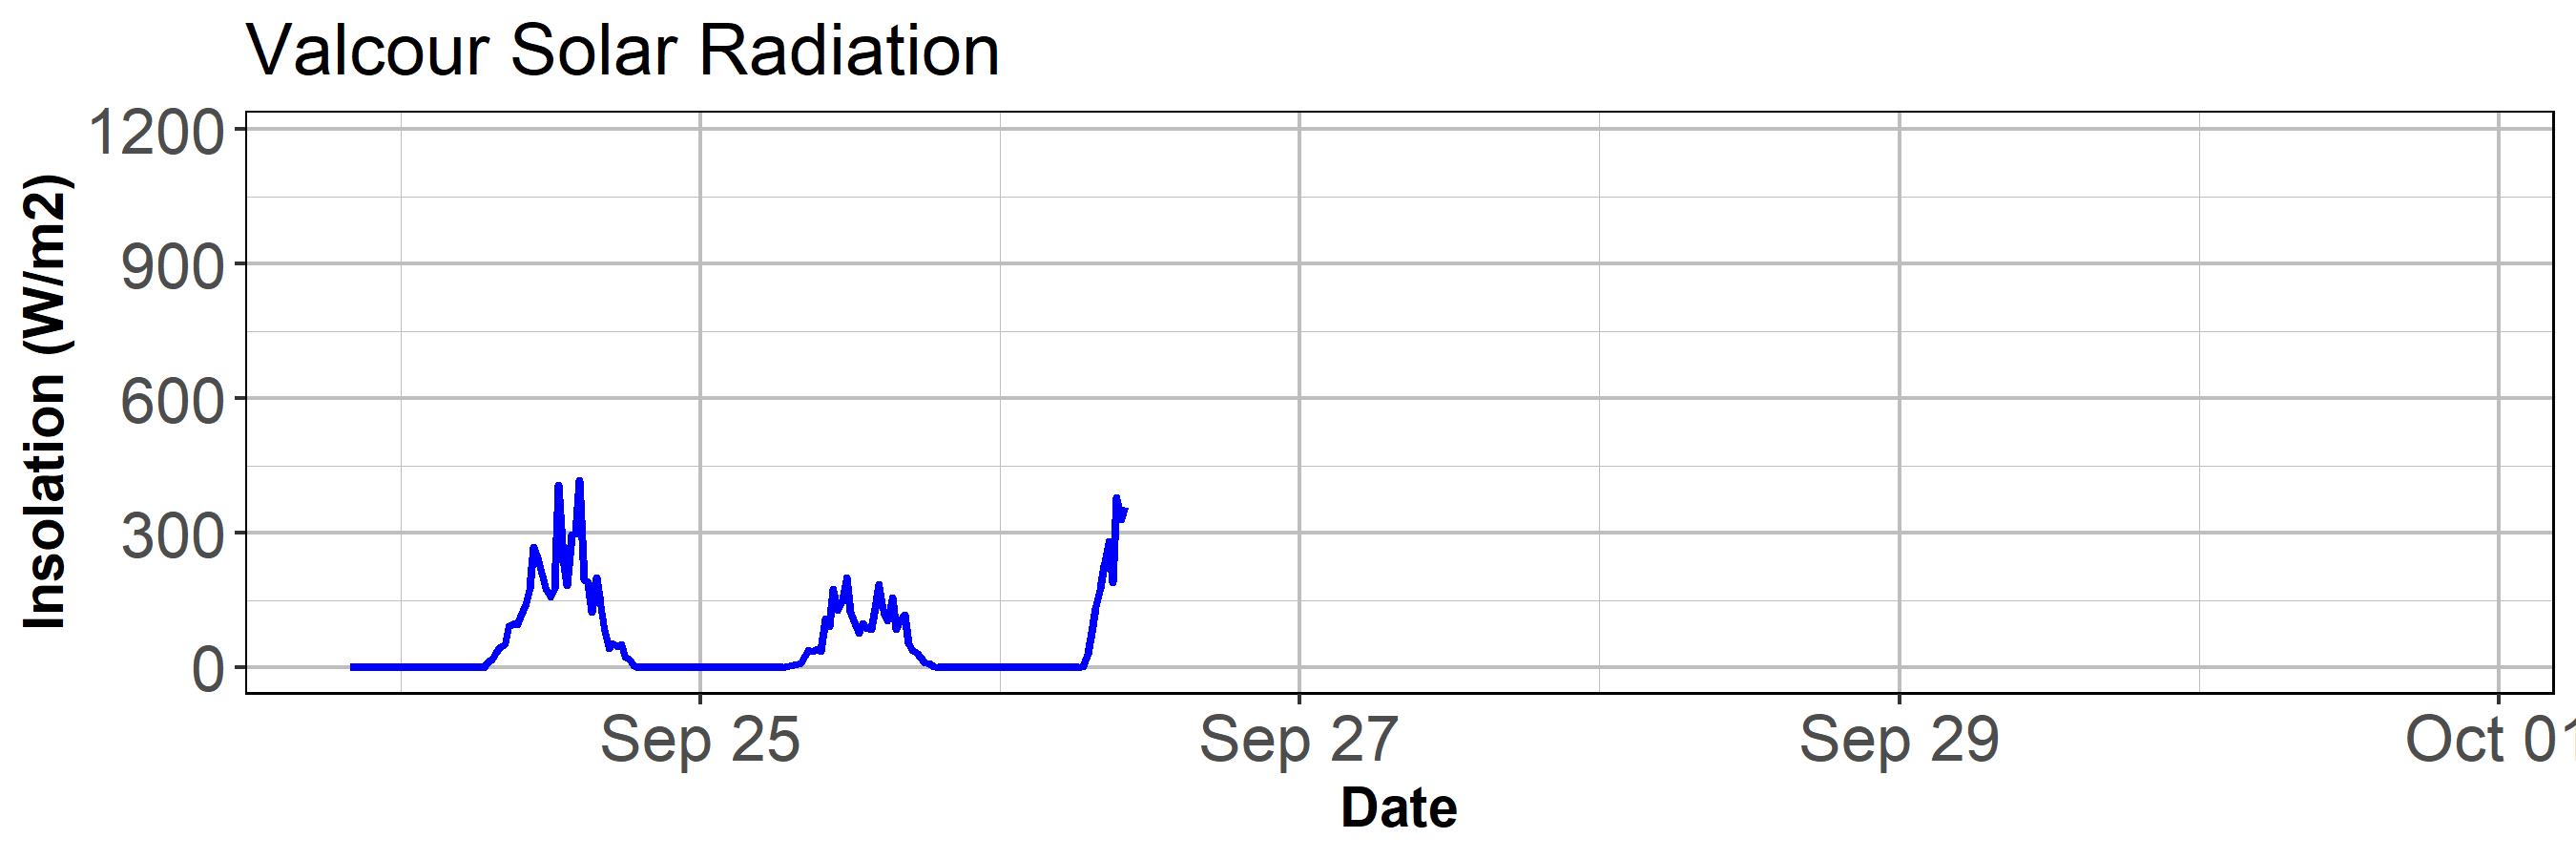 Valcour Solar Radiation
1200
900
600
300
0
Insolation (W/m2)
Sep 25
Sep 27
Sep 29
Oct 01
Date